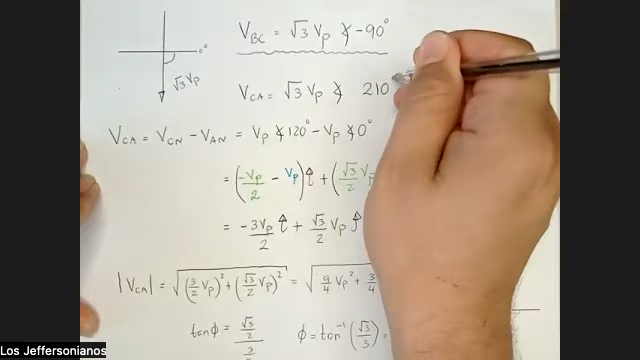 V_BC = √3 V_P ∡ -90°
0°
√3 V_P
V_CA = √3 V_P ∡ 210
V_CA = V_CN - V_AN = V_P ∡ 120° - V_P ∡ 0°
= (-V_P/2 - V_P) î + (√3/2 V_P
= -3V_P/2 î + √3/2 V_P ĵ
|V_CA| = √((3/2 V_P)² + (√3/2 V_P)²) = √(9/4 V_P² + 3/4
tanϕ = (√3/2)/(3/2) ϕ = tan⁻¹(√3/3) =
Los Jeffersonianos